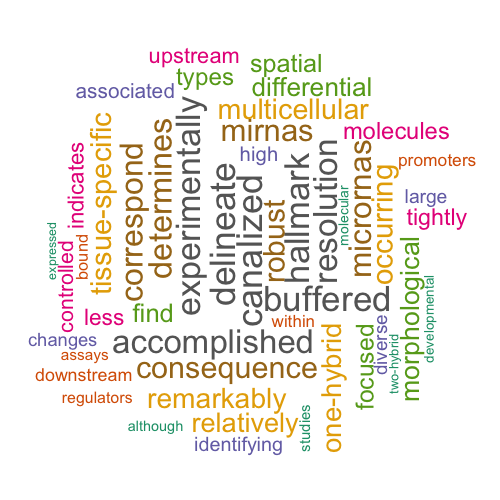 upstream
spatial
types
differential
associated
multicellular
mirnas
molecules
high
promoters
tissue-specific
indicates
correspond
determines
experimentally
delineate
canalized
robust
hallmark
resolution
molecular
micrornas
occurring
large
tightly
expressed
bound
controlled
buffered
less
find
within
changes
accomplished
assays
consequence
downstream
regulators
remarkably
relatively
although
identifying
studies
one-hybrid
focused
diverse
two-hybrid
morphological
developmental